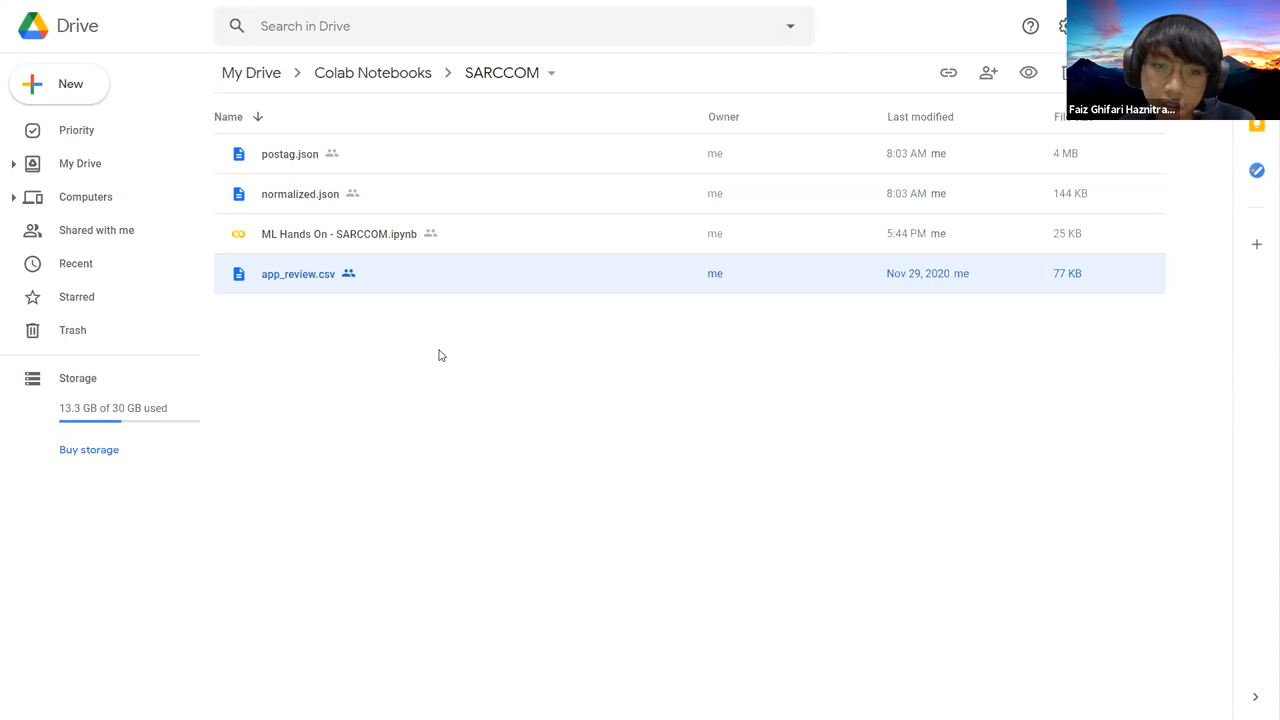 Drive
Search in Drive
New
My Drive
Colab Notebooks
SARCCOM
Faiz Ghifari Haznitra...
Name
Owner
Last modified
Priority
My Drive
Computers
Shared with me
Recent
Starred
Trash
Storage
13.3 GB of 30 GB used
Buy storage
postag.json
me
8:03 AM me
4 MB
normalized.json
me
8:03 AM me
144 KB
ML Hands On - SARCCOM.ipynb
me
5:44 PM me
25 KB
app_review.csv
me
Nov 29, 2020 me
77 KB